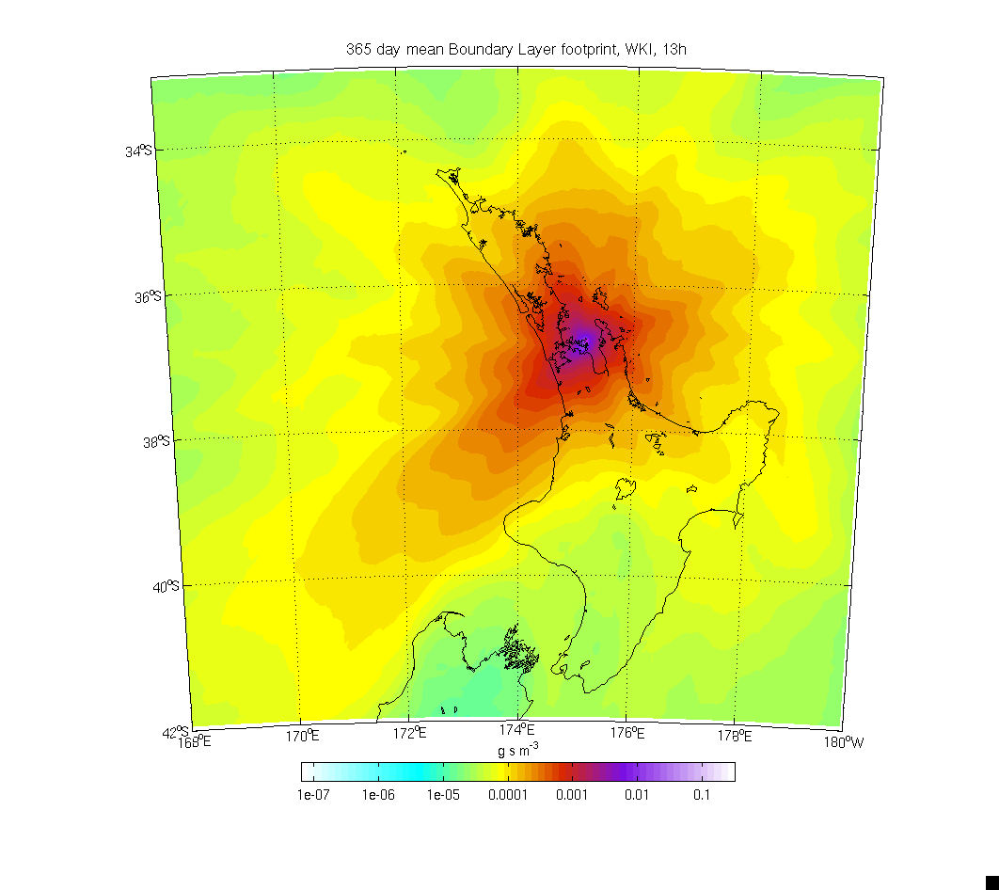 365 day mean Boundary Layer footprint, WKI, 13h
34°S
36°S
38°S
40°S
42°S
168°E 170°E 172°E 174°E 176°E 178°E 180°W
g s m⁻³
1e-07 1e-06 1e-05 0.0001 0.001 0.01 0.1